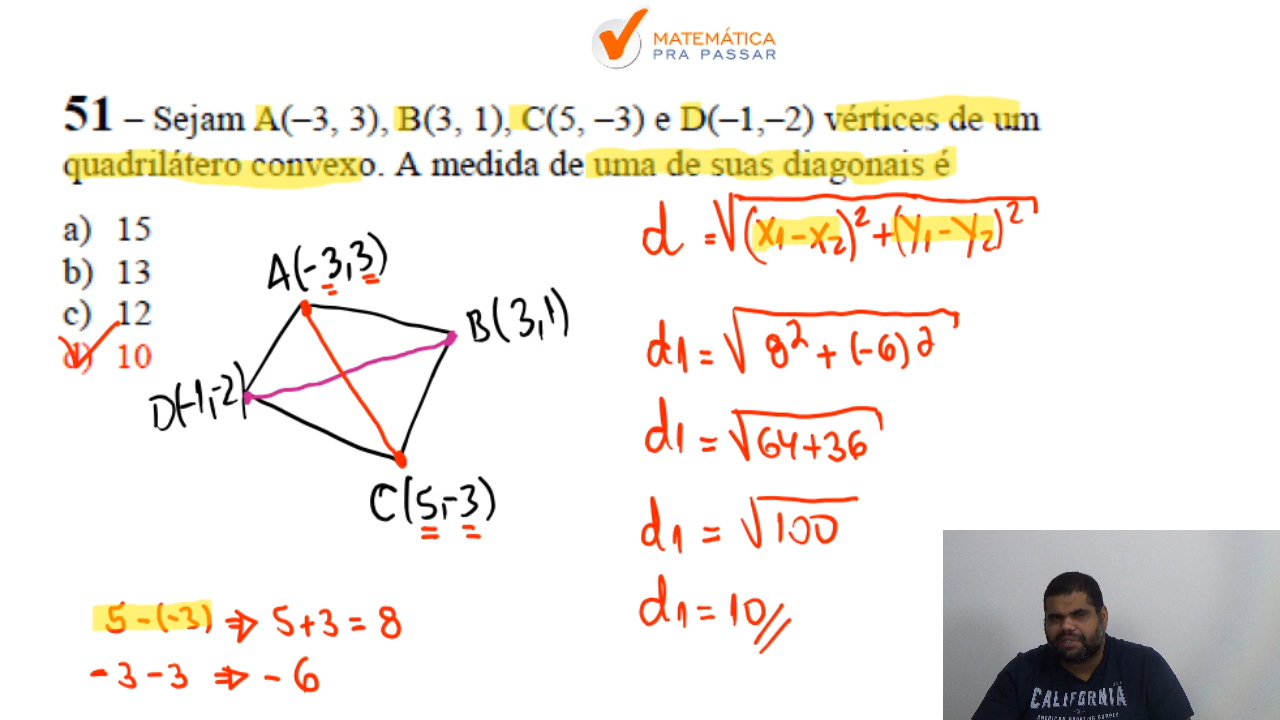 MATEMÁTICA
PRA PASSAR
51 – Sejam A(–3, 3), B(3, 1), C(5, –3) e D(–1,–2) vértices de um
quadrilátero convexo. A medida de uma de suas diagonais é
a) 15
b) 13
c) 12
d) 10
A(-3,3)
B(3,1)
D(-1,-2)
C(5,-3)
d = √(x1-x2)²+(y1-y2)²
d1 = √8²+(-6)2
d1 = √64+36
d1 = √100
d1 = 10//
5-(-3) ⇒ 5+3=8
-3-3 ⇒ -6
CALIFORNIA